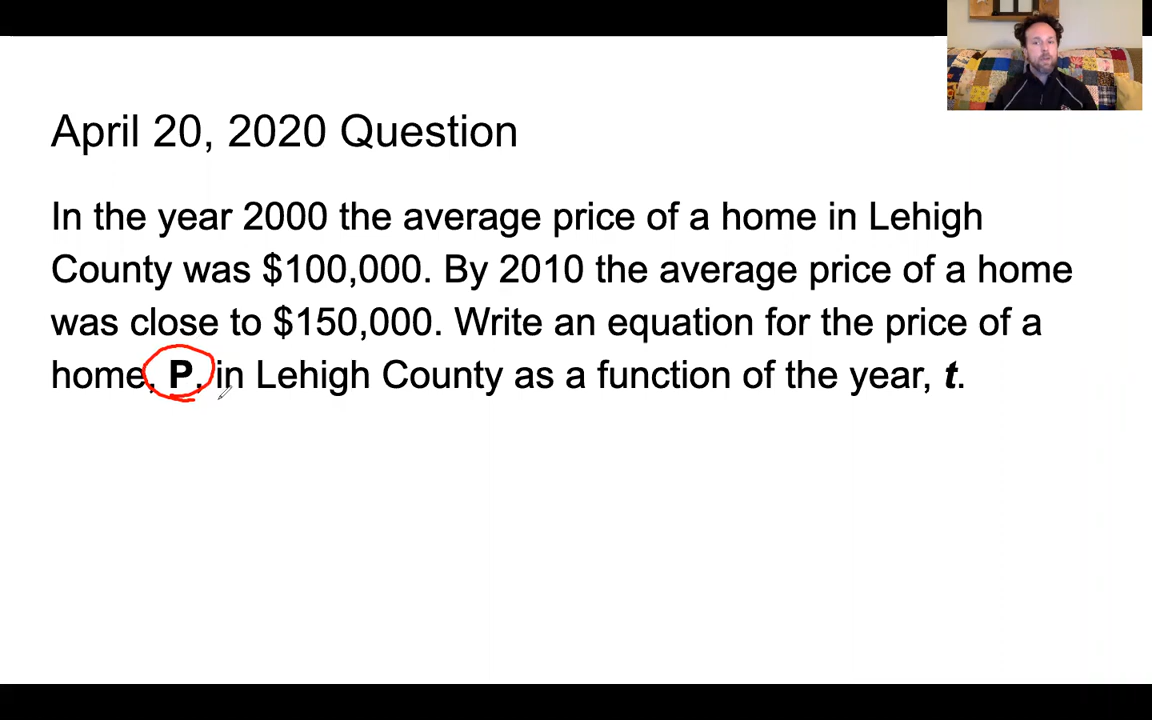 April 20, 2020 Question
In the year 2000 the average price of a home in Lehigh
County was $100,000. By 2010 the average price of a home
was close to $150,000. Write an equation for the price of a
home, P, in Lehigh County as a function of the year, t.